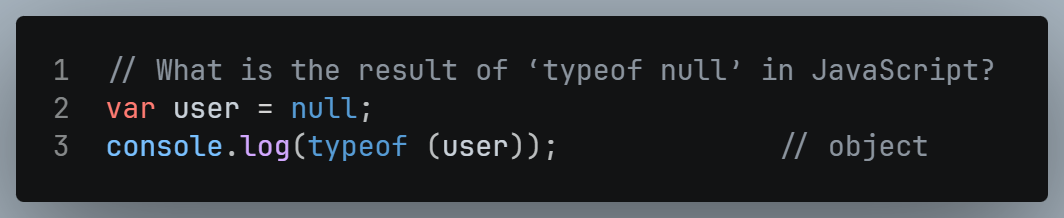 1 // What is the result of ‘typeof null’ in JavaScript?
2 var user = null;
3 console.log(typeof (user)); // object